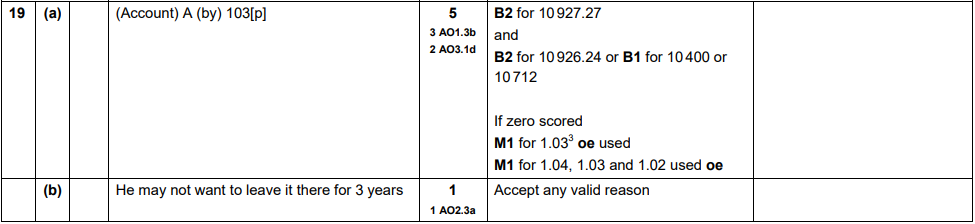 19 (a) (Account) A (by) 103[p] 5 B2 for 10 927.27
3 AO1.3b and
2 AO3.1d B2 for 10 926.24 or B1 for 10 400 or
10 712
If zero scored
M1 for 1.03³ oe used
M1 for 1.04, 1.03 and 1.02 used oe
(b) He may not want to leave it there for 3 years 1 Accept any valid reason
1 AO2.3a